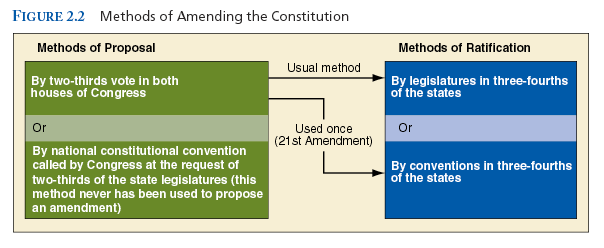 FIGURE 2.2 Methods of Amending the Constitution
Methods of Proposal
Methods of Ratification
By two-thirds vote in both
houses of Congress
Or
By national constitutional convention
called by Congress at the request of
two-thirds of the state legislatures (this
method never has been used to propose
an amendment)
Usual method
Used once
(21st Amendment)
By legislatures in three-fourths
of the states
Or
By conventions in three-fourths
of the states